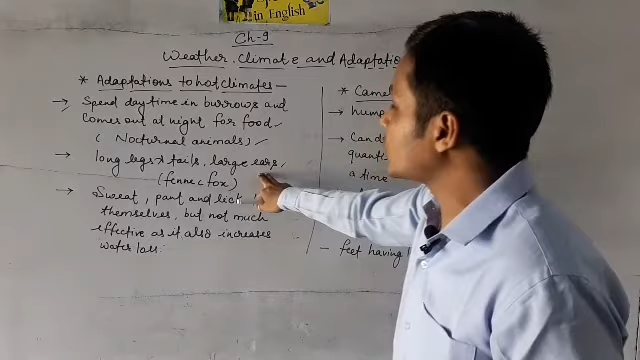 in English
Ch-9
Weather, Climate and Adaptatio
* Adaptations to hot climates -
→ Spend daytime in burrows and
comes out at night for food
(Nocturnal animals)
→ long legs & tails, large ears
(fennec fox)
→ Sweat, pant and lick
themselves, but not much
effective as it also increases
water loss.
* Camel
→ hump
→ Can d
quanti
a time
- feet having